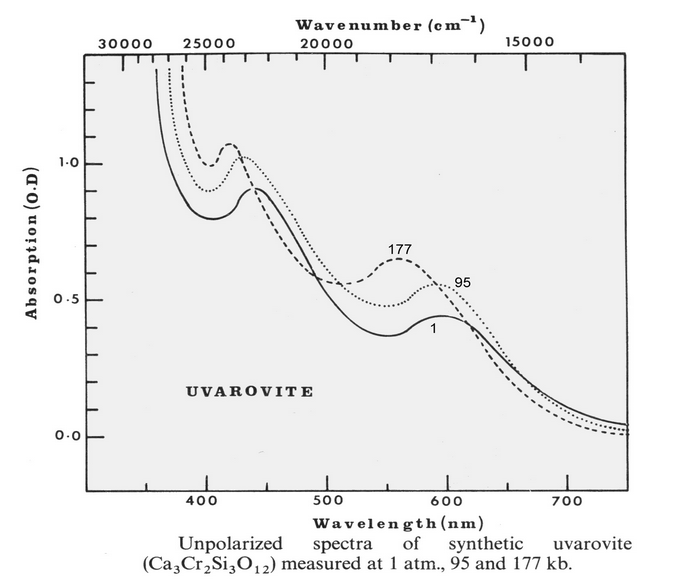 Wavenumber (cm⁻¹)
30000 25000 20000 15000
1·0
0·5
0·0
Absorption (O.D)
177
95
1
UVAROVITE
400 500 600 700
Wavelength (nm)
Unpolarized spectra of synthetic uvarovite
(Ca₃Cr₂Si₃O₁₂) measured at 1 atm., 95 and 177 kb.